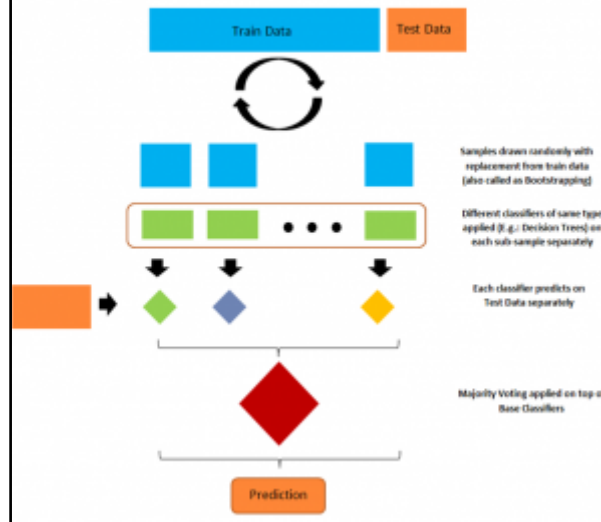 Train Data
Test Data
Samples drawn randomly with
replacement from train data
(also called as Bootstrapping)
Different classifiers of same type
applied (E.g.: Decision Trees) on
each sub-sample separately
Each classifier predicts on
Test Data separately
Majority Voting applied on top o
Base Classifiers
Prediction